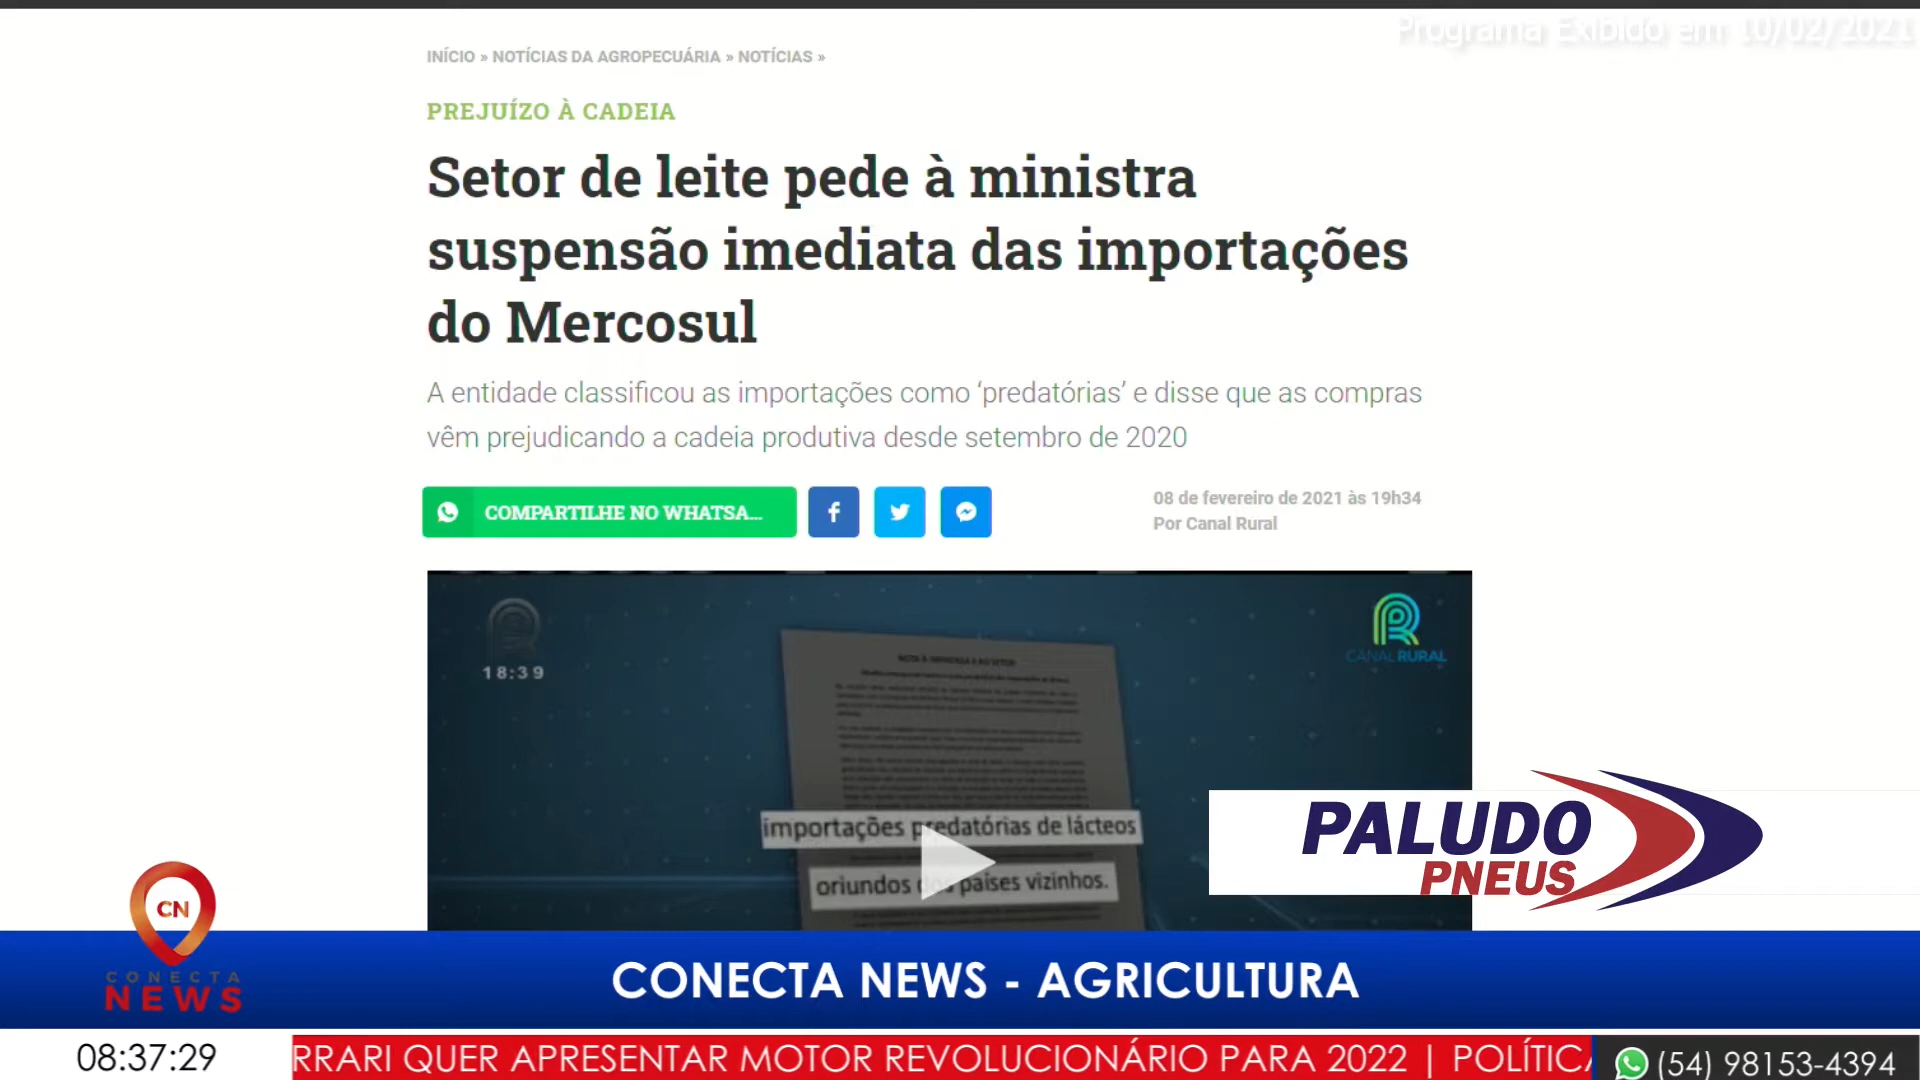 Programa Exibido em 10/02/2021
INÍCIO » NOTÍCIAS DA AGROPECUÁRIA » NOTÍCIAS »
PREJUÍZO À CADEIA
Setor de leite pede à ministra
suspensão imediata das importações
do Mercosul
A entidade classificou as importações como ‘predatórias’ e disse que as compras
vêm prejudicando a cadeia produtiva desde setembro de 2020
COMPARTILHE NO WHATSA...
08 de fevereiro de 2021 às 19h34
Por Canal Rural
18:39
CANAL RURAL
importações predatórias de lácteos
oriundos dos países vizinhos.
PALUDO
PNEUS
CN
CONECTA
NEWS
CONECTA NEWS - AGRICULTURA
08:37:29
RRARI QUER APRESENTAR MOTOR REVOLUCIONÁRIO PARA 2022 | POLÍTICA
(54) 98153-4394